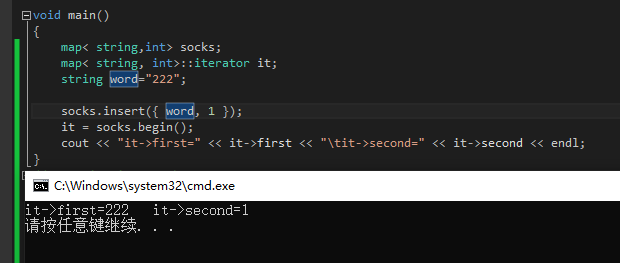 void main()
{
map< string,int> socks;
map< string, int>::iterator it;
string word="222";
socks.insert({ word, 1 });
it = socks.begin();
cout << "it->first=" << it->first << "\tit->second=" << it->second << endl;
}
C:\Windows\system32\cmd.exe
it->first=222 it->second=1
请按任意键继续. . .